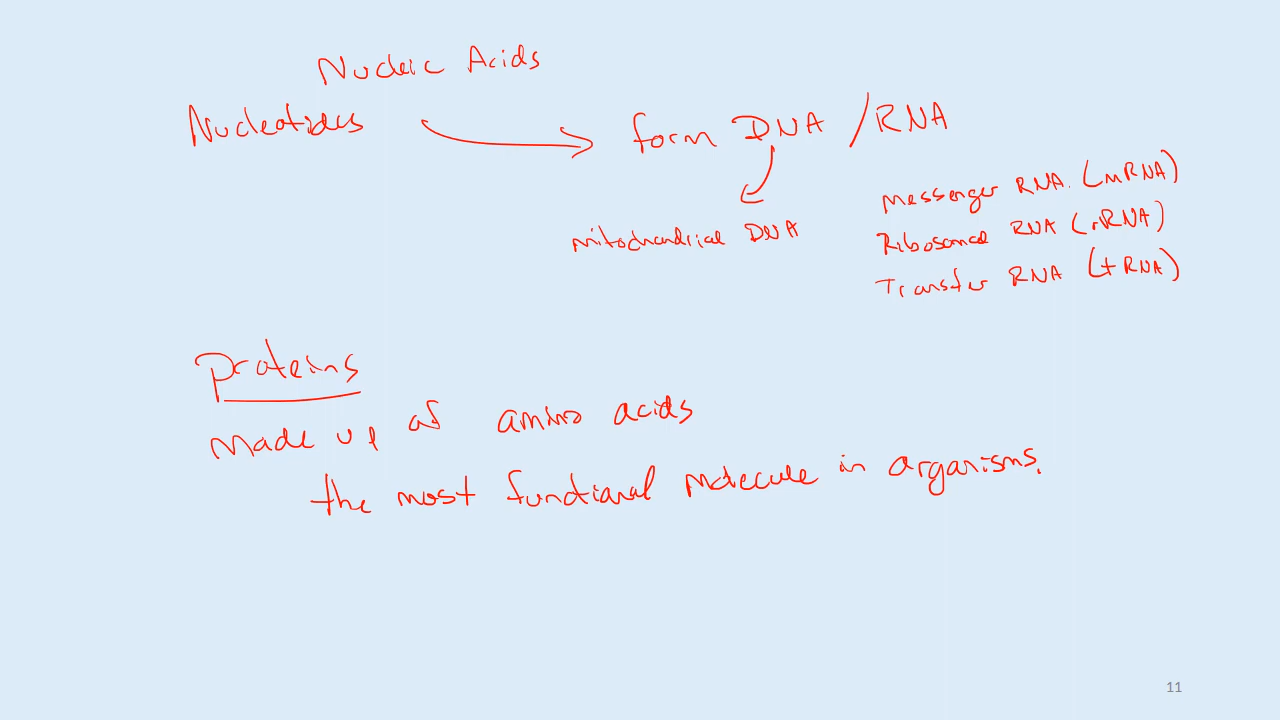 Nucleic Acids
Nucleotides form DNA / RNA
mitochondrial DNA
Messenger RNA. (mRNA)
Ribosomal RNA (rRNA)
Transfer RNA (tRNA)
Proteins
Made up of amino acids
the most functional molecule in organisms.
11